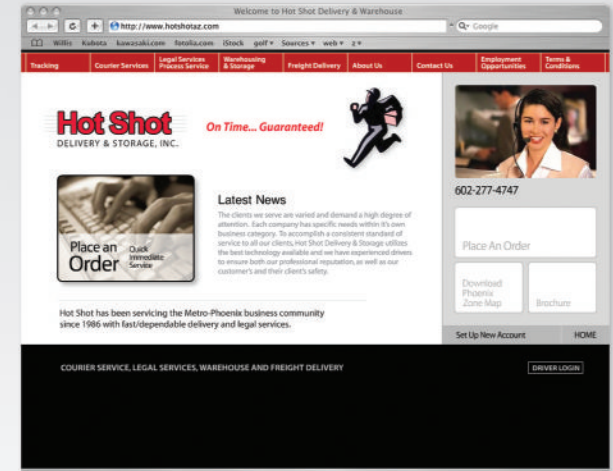 Welcome to Hot Shot Delivery & Warehouse
http://www.hotshotaz.com
Google
Willis Kubota kawasaki.com fotolia.com iStock golf Sources web z
Tracking
Courier Services
Legal Services
Process Service
Warehousing
& Storage
Freight Delivery
About Us
Contact Us
Employment
Opportunities
Terms &
Conditions
Hot Shot
DELIVERY & STORAGE, INC.
On Time... Guaranteed!
602-277-4747
Place an
Order
Quick
Immediate
Service
Latest News
The clients we serve are varied and demand a high degree of
attention. Each company has specific needs within it's own
business category. To accomplish a consistent standard of
service to all our clients, Hot Shot Delivery & Storage utilizes
the best technology available and we have experienced drivers
to ensure both our professional reputation, as well as our
customer's and their client's safety.
Place An Order
Download
Phoenix
Zone Map
Brochure
Hot Shot has been servicing the Metro-Phoenix business community
since 1986 with fast/dependable delivery and legal services.
Set Up New Account
HOME
COURIER SERVICE, LEGAL SERVICES, WAREHOUSE AND FREIGHT DELIVERY
DRIVER LOGIN